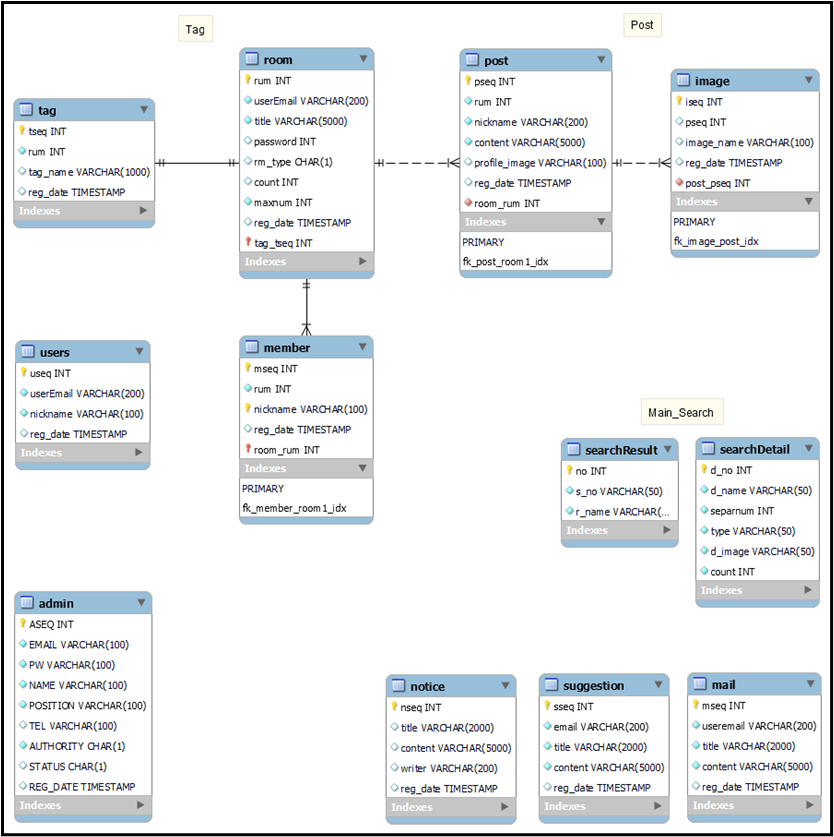 Tag
Post
tag
tseq INT
rum INT
tag_name VARCHAR(1000)
reg_date TIMESTAMP
Indexes
room
rum INT
userEmail VARCHAR(200)
title VARCHAR(5000)
password INT
rm_type CHAR(1)
count INT
maxnum INT
reg_date TIMESTAMP
tag_tseq INT
Indexes
post
pseq INT
rum INT
nickname VARCHAR(200)
content VARCHAR(5000)
profile_image VARCHAR(100)
reg_date TIMESTAMP
room_rum INT
Indexes
PRIMARY
fk_post_room1_idx
image
iseq INT
pseq INT
image_name VARCHAR(100)
reg_date TIMESTAMP
post_pseq INT
Indexes
PRIMARY
fk_image_post_idx
users
useq INT
userEmail VARCHAR(200)
nickname VARCHAR(100)
reg_date TIMESTAMP
Indexes
member
mseq INT
rum INT
nickname VARCHAR(100)
reg_date TIMESTAMP
room_rum INT
Indexes
PRIMARY
fk_member_room1_idx
Main_Search
searchResult
no INT
s_no VARCHAR(50)
r_name VARCHAR(...
Indexes
searchDetail
d_no INT
d_name VARCHAR(50)
separnum INT
type VARCHAR(50)
d_image VARCHAR(50)
count INT
Indexes
admin
ASEQ INT
EMAIL VARCHAR(100)
PW VARCHAR(100)
NAME VARCHAR(100)
POSITION VARCHAR(100)
TEL VARCHAR(100)
AUTHORITY CHAR(1)
STATUS CHAR(1)
REG_DATE TIMESTAMP
Indexes
notice
nseq INT
title VARCHAR(2000)
content VARCHAR(5000)
writer VARCHAR(200)
reg_date TIMESTAMP
Indexes
suggestion
sseq INT
email VARCHAR(200)
title VARCHAR(2000)
content VARCHAR(5000)
reg_date TIMESTAMP
Indexes
mail
mseq INT
useremail VARCHAR(200)
title VARCHAR(2000)
content VARCHAR(5000)
reg_date TIMESTAMP
Indexes